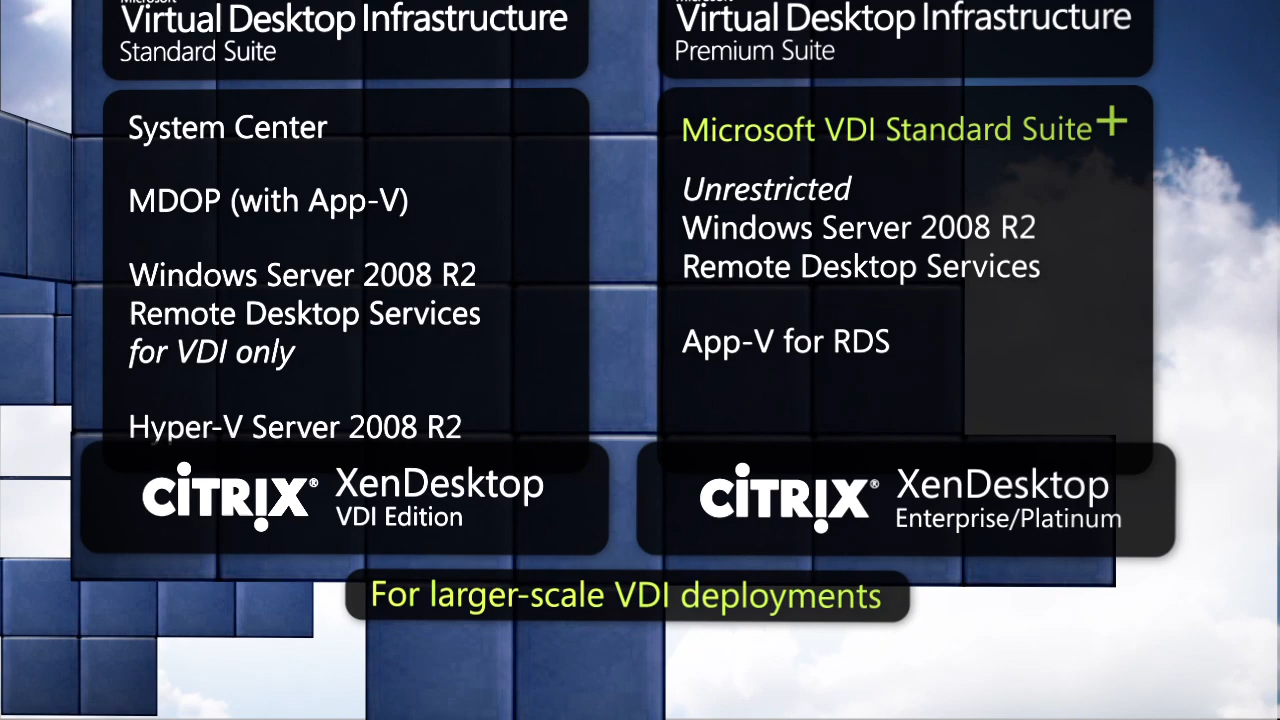 Microsoft
Virtual Desktop Infrastructure
Standard Suite
System Center
MDOP (with App-V)
Windows Server 2008 R2
Remote Desktop Services
for VDI only
Hyper-V Server 2008 R2
CITRIX® XenDesktop
VDI Edition
Microsoft
Virtual Desktop Infrastructure
Premium Suite
Microsoft VDI Standard Suite+
Unrestricted
Windows Server 2008 R2
Remote Desktop Services
App-V for RDS
CITRIX® XenDesktop
Enterprise/Platinum
For larger-scale VDI deployments